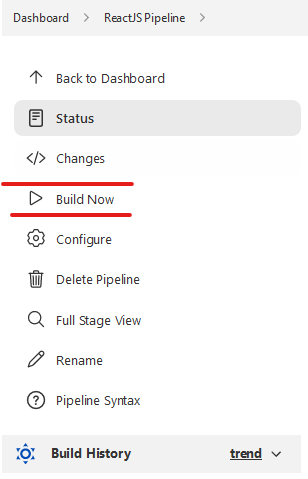 Dashboard > ReactJS Pipeline >
Back to Dashboard
Status
Changes
Build Now
Configure
Delete Pipeline
Full Stage View
Rename
Pipeline Syntax
Build History trend